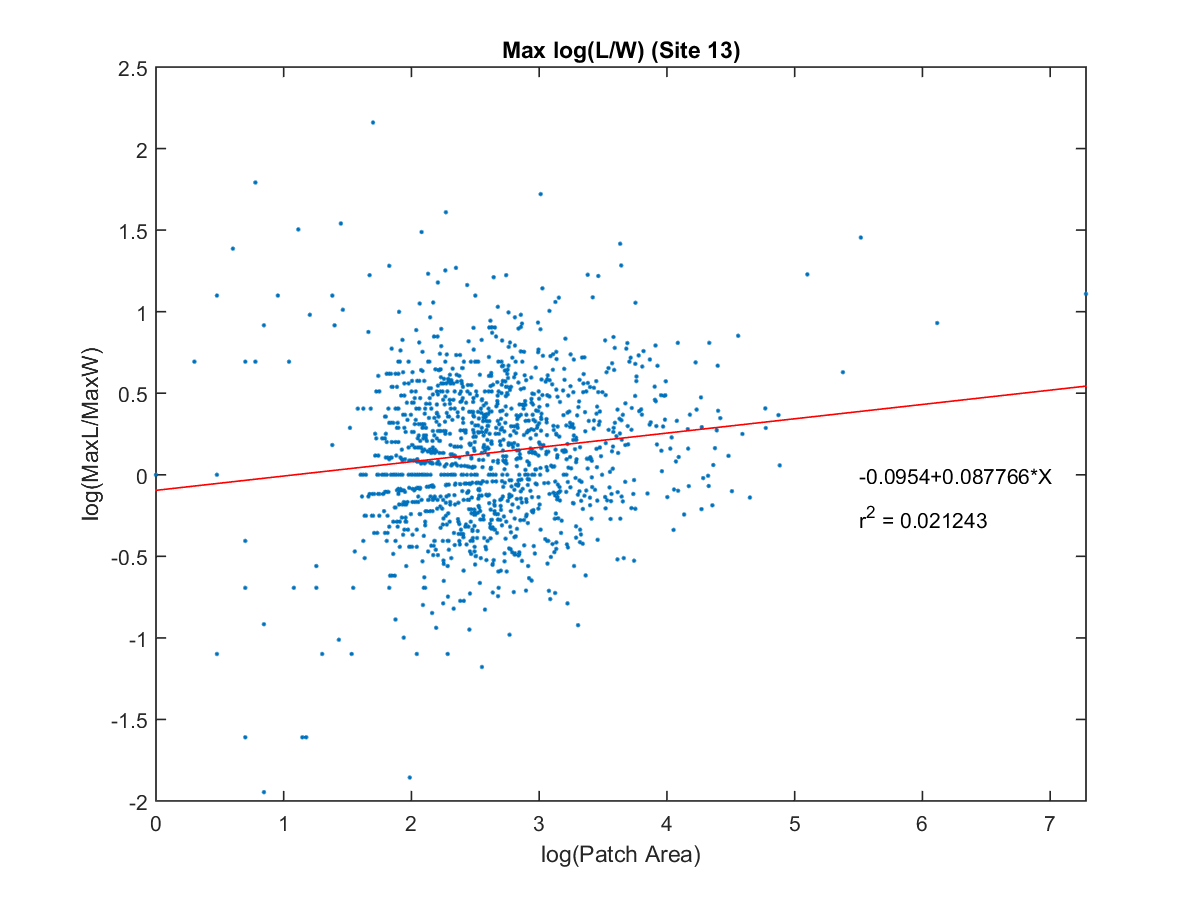 Max log(L/W) (Site 13)
2.5
2
1.5
1
0.5
0
-0.5
-1
-1.5
-2
log(MaxL/MaxW)
-0.0954+0.087766*X
r² = 0.021243
0 1 2 3 4 5 6 7
log(Patch Area)